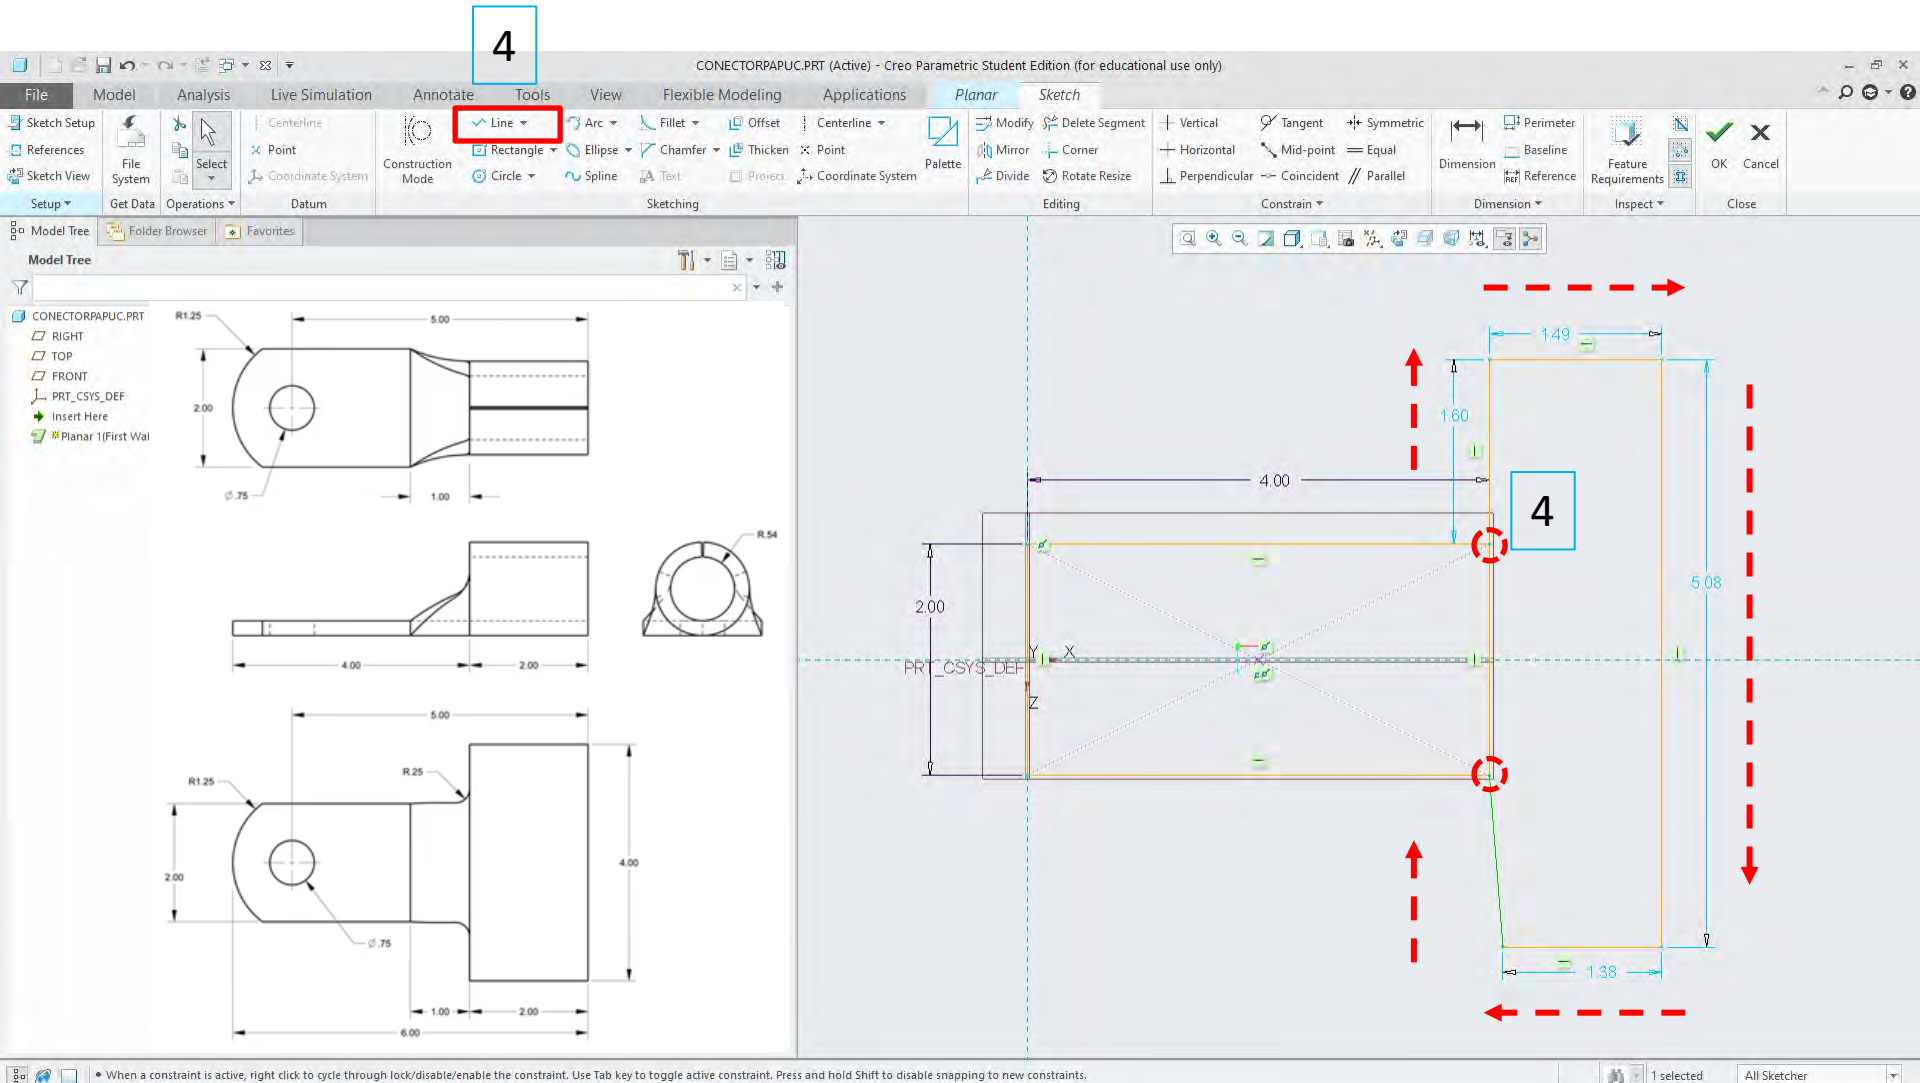 4
CONECTORPAPUC.PRT (Active) - Creo Parametric Student Edition (for educational use only)
File Model Analysis Live Simulation Annotate Tools View Flexible Modeling Applications Planar Sketch
Sketch Setup Centerline Line Arc Fillet Offset Centerline Modify Delete Segment Vertical Tangent Symmetric Perimeter
References Point Rectangle Ellipse Chamfer Thicken Point Mirror Corner Horizontal Mid-point Equal Baseline
File System Select Construction Mode Palette Dimension Feature Requirements OK Cancel
Sketch View Coordinate System Circle Spline Text Project Coordinate System Divide Rotate Resize Perpendicular Coincident Parallel REF Reference
Setup Get Data Operations Datum Sketching Editing Constrain Dimension Inspect Close
Model Tree Folder Browser Favorites
Model Tree
CONECTORPAPUC.PRT
RIGHT
TOP
FRONT
PRT_CSYS_DEF
Insert Here
Planar 1(First Wal
R1.25
5.00
2.00
Ø.75
1.00
R.54
4.00
2.00
5.00
R1.25
R.25
2.00
4.00
Ø.75
1.00
2.00
6.00
1.49
1.60
4.00
4
5.08
2.00
Y X
PRT_CSYS_DEF
Z
1.38
• When a constraint is active, right click to cycle through lock/disable/enable the constraint. Use Tab key to toggle active constraint. Press and hold Shift to disable snapping to new constraints.
1 selected
All Sketcher